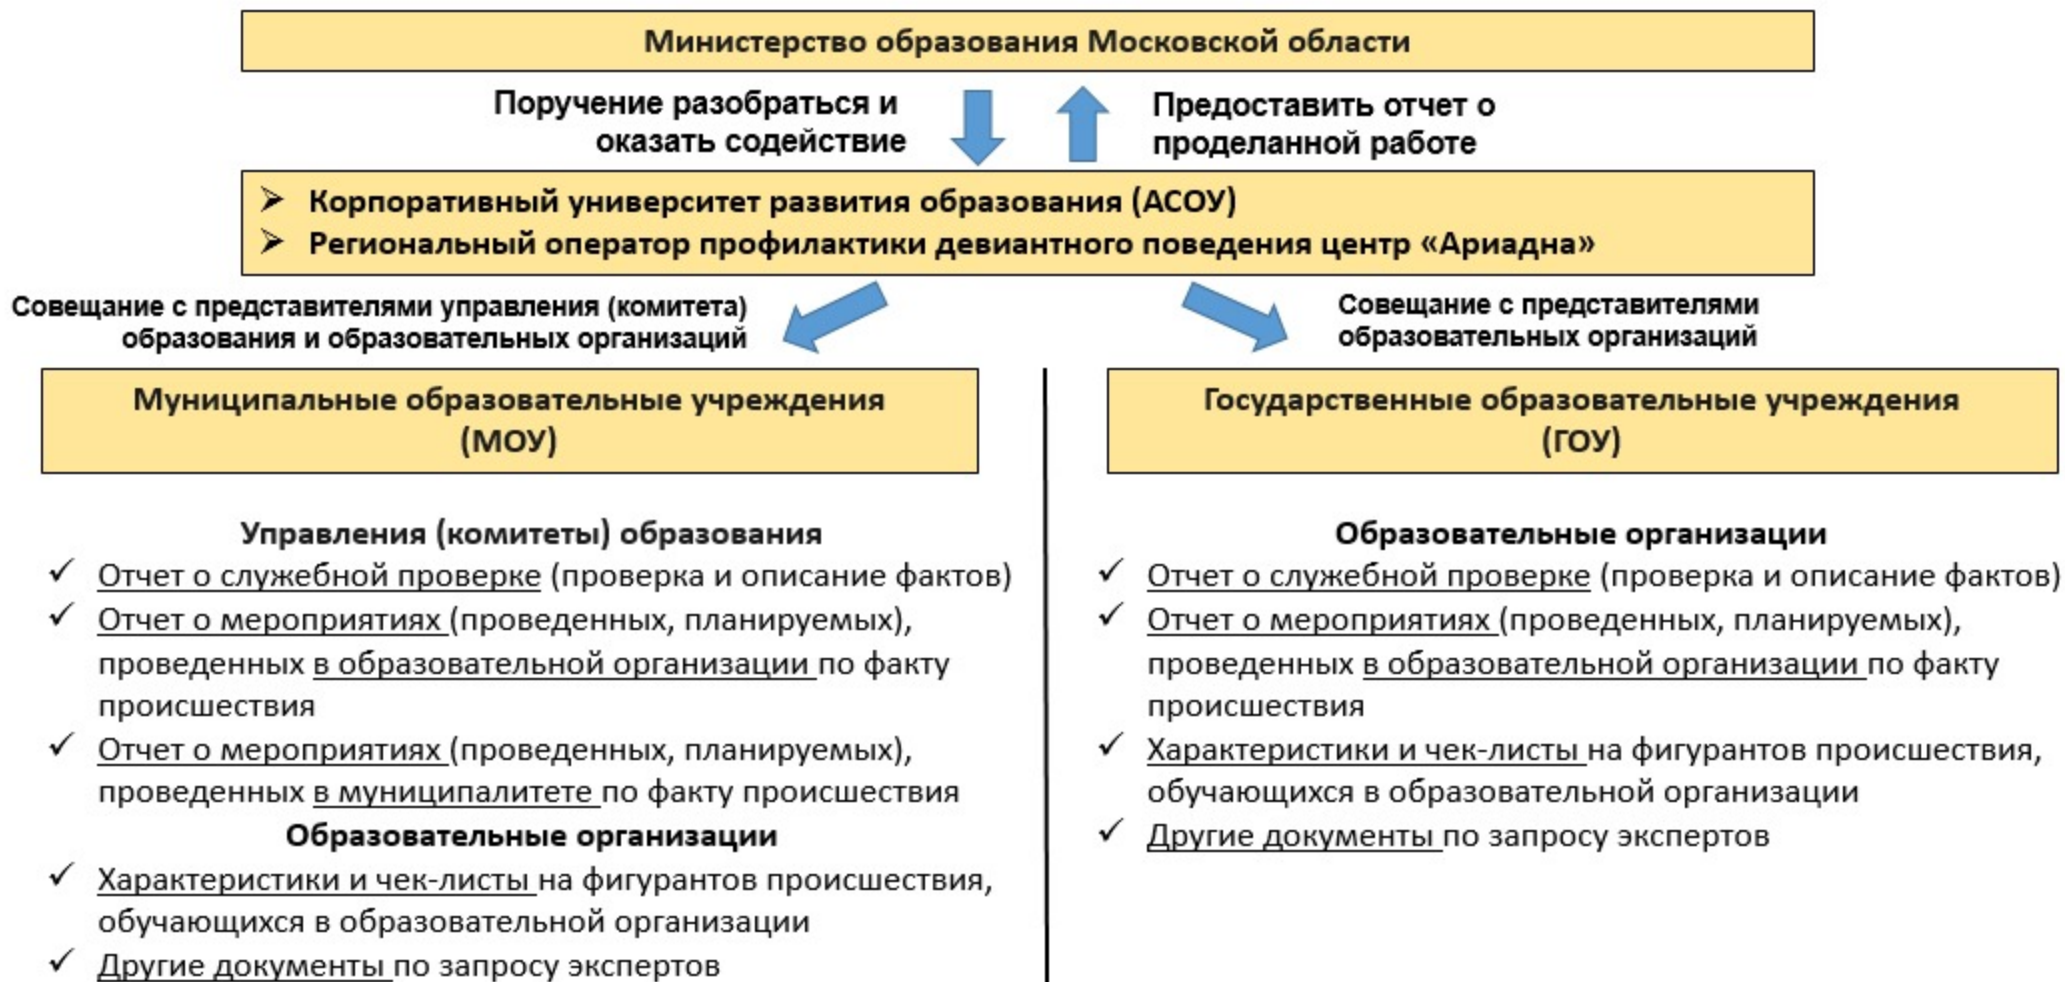 Министерство образования Московской области
Поручение разобраться и
оказать содействие
Предоставить отчет о
проделанной работе
➢ Корпоративный университет развития образования (АСОУ)
➢ Региональный оператор профилактики девиантного поведения центр «Ариадна»
Совещание с представителями управления (комитета)
образования и образовательных организаций
Совещание с представителями
образовательных организаций
Муниципальные образовательные учреждения
(МОУ)
Управления (комитеты) образования
✓ Отчет о служебной проверке (проверка и описание фактов)
✓ Отчет о мероприятиях (проведенных, планируемых),
проведенных в образовательной организации по факту
происшествия
✓ Отчет о мероприятиях (проведенных, планируемых),
проведенных в муниципалитете по факту происшествия
Образовательные организации
✓ Характеристики и чек-листы на фигурантов происшествия,
обучающихся в образовательной организации
✓ Другие документы по запросу экспертов
Государственные образовательные учреждения
(ГОУ)
Образовательные организации
✓ Отчет о служебной проверке (проверка и описание фактов)
✓ Отчет о мероприятиях (проведенных, планируемых),
проведенных в образовательной организации по факту
происшествия
✓ Характеристики и чек-листы на фигурантов происшествия,
обучающихся в образовательной организации
✓ Другие документы по запросу экспертов